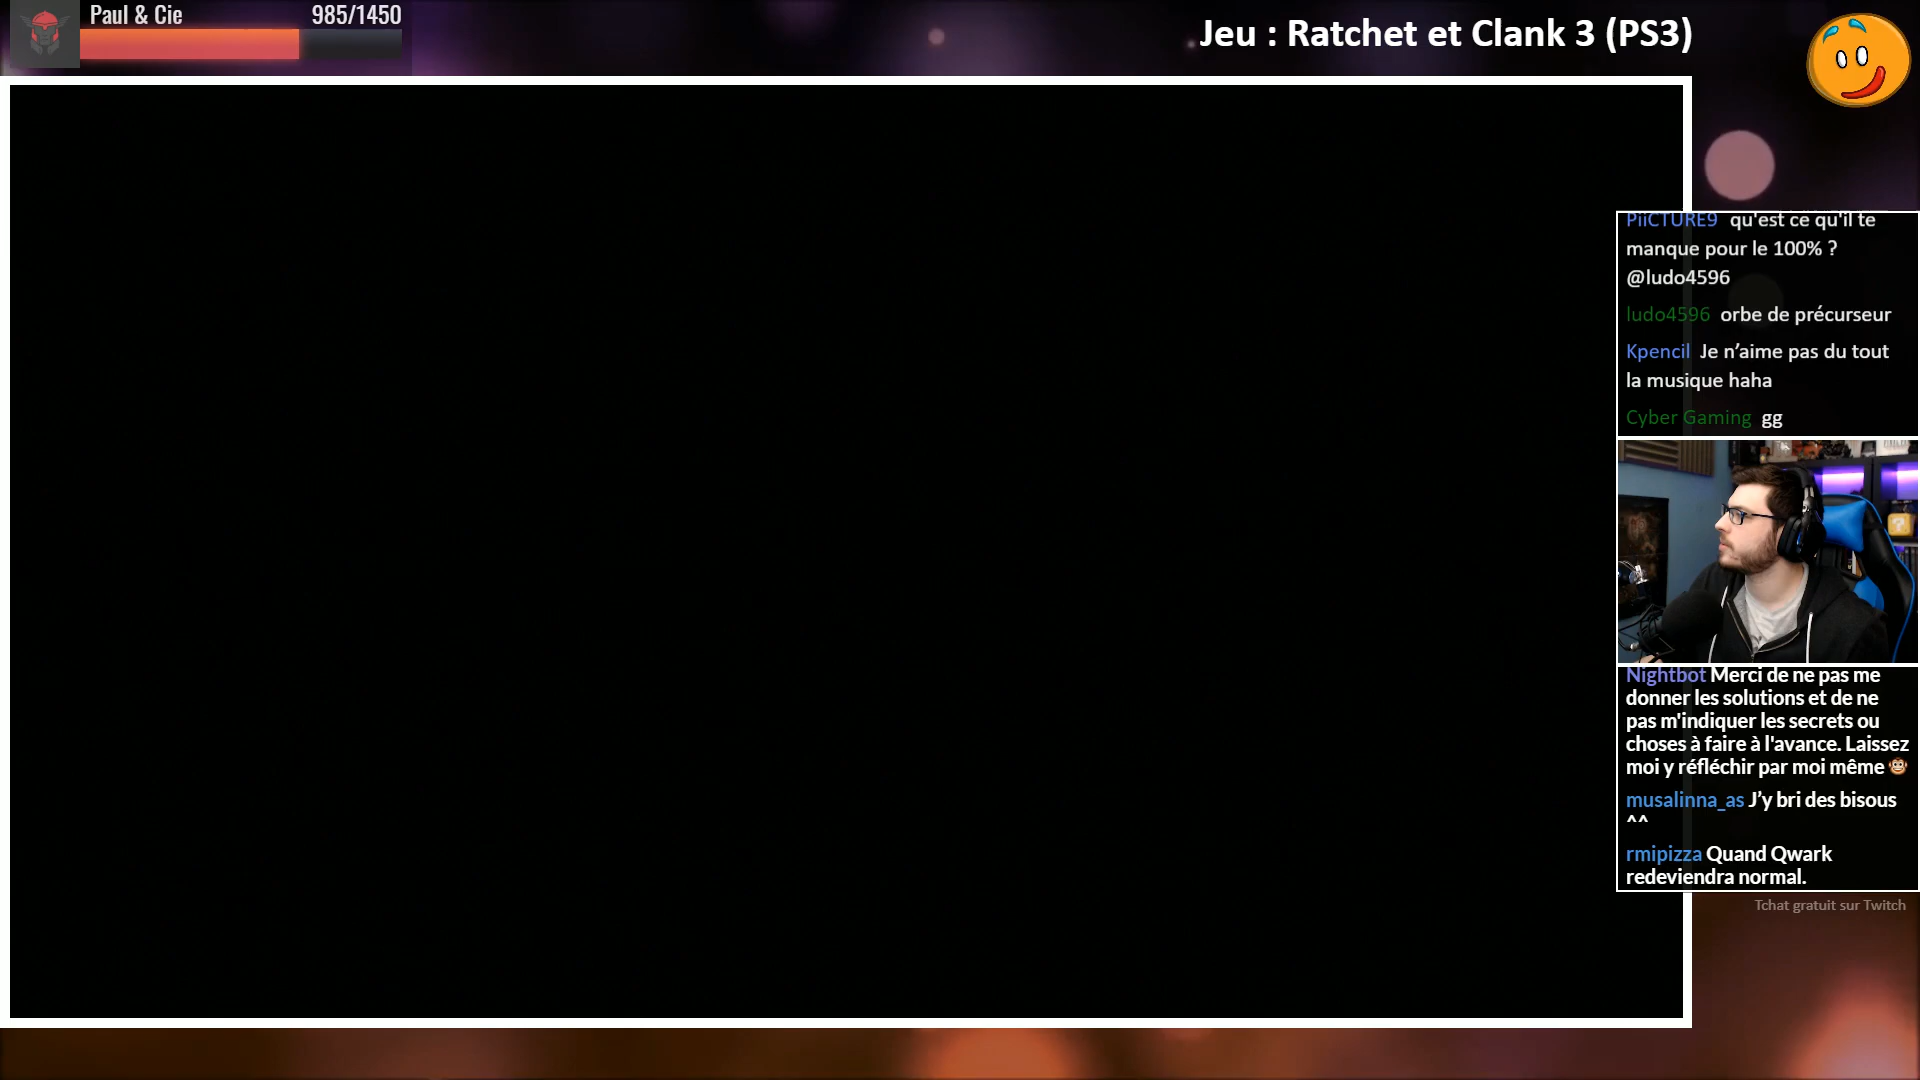 Paul & Cie 985/1450
Jeu : Ratchet et Clank 3 (PS3)
PiiCTURE9 qu'est ce qu'il te
manque pour le 100% ?
@ludo4596
ludo4596 orbe de précurseur
Kpencil Je n’aime pas du tout
la musique haha
Cyber Gaming gg
Nightbot Merci de ne pas me
donner les solutions et de ne
pas m'indiquer les secrets ou
choses à faire à l'avance. Laissez
moi y réfléchir par moi même
musalinna_as J’y bri des bisous
^^
rmipizza Quand Qwark
redeviendra normal.
Tchat gratuit sur Twitch